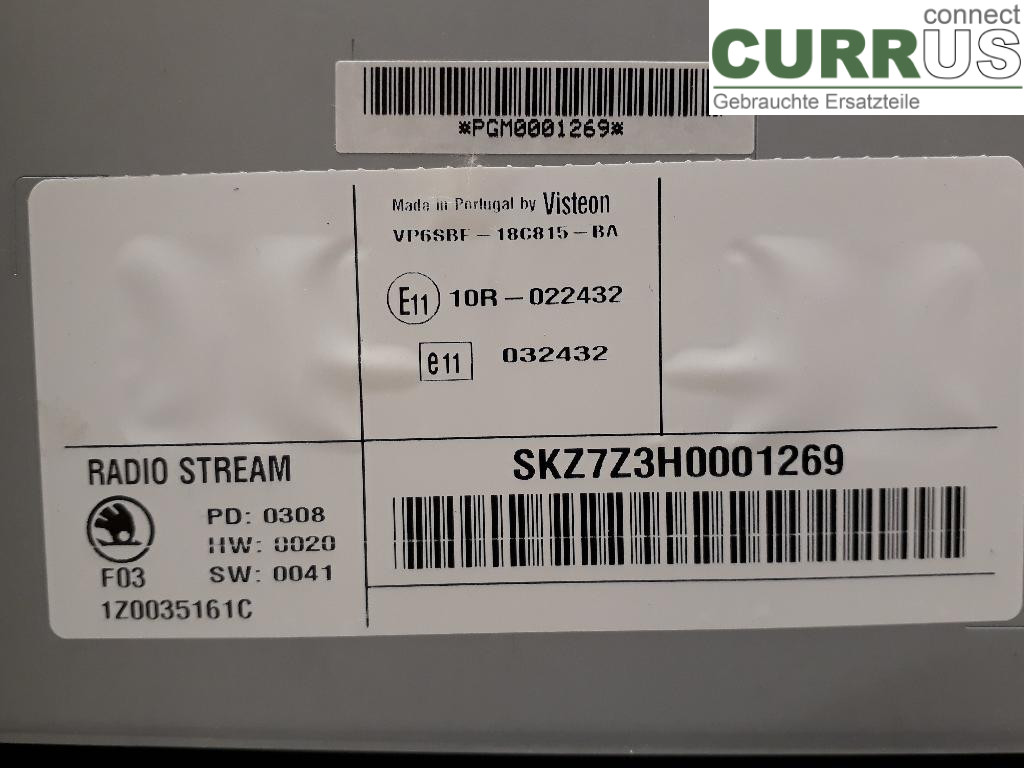 connect
CURRUS
Gebrauchte Ersatzteile
*PGM0001269*
Made in Portugal by Visteon
VP6SBF-18C815-BA
E11 10R-022432
e11 032432
RADIO STREAM
PD: 0308
HW: 0020
SW: 0041
F03
1Z0035161C
SKZ7Z3H0001269